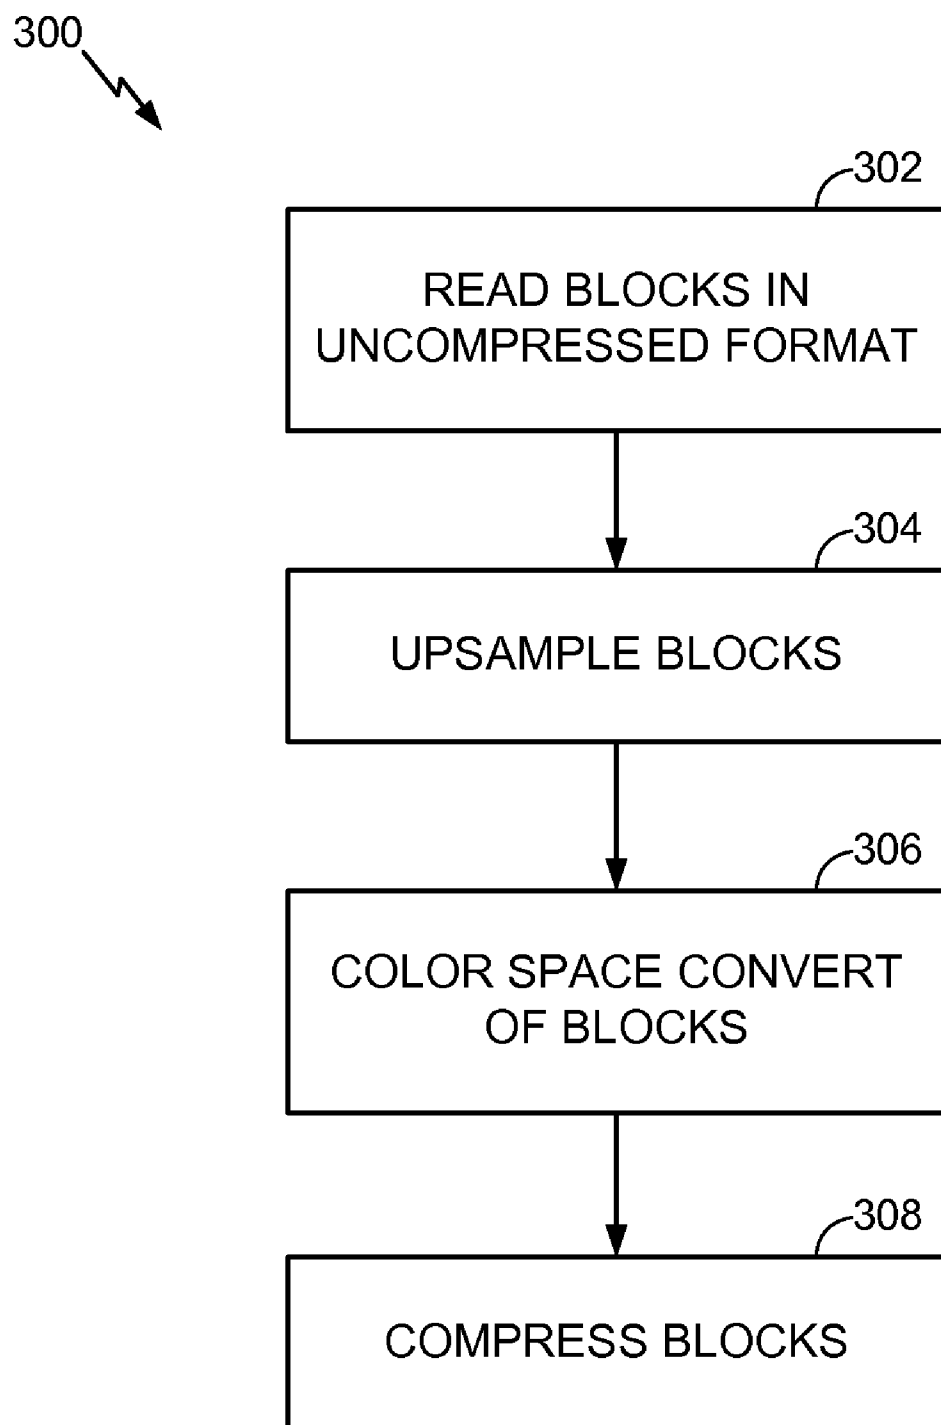 300
302
READ BLOCKS IN
UNCOMPRESSED FORMAT
304
UPSAMPLE BLOCKS
306
COLOR SPACE CONVERT
OF BLOCKS
308
COMPRESS BLOCKS